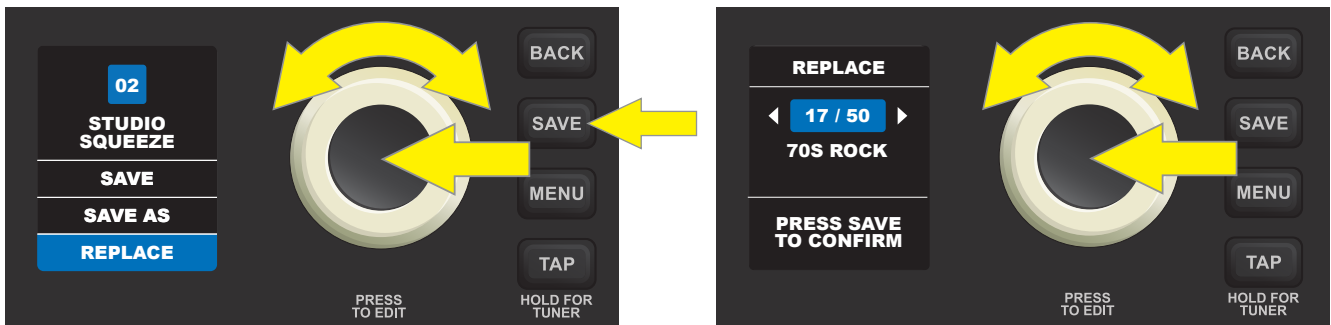 02
STUDIO
SQUEEZE
SAVE
SAVE AS
REPLACE
PRESS
TO EDIT
BACK
SAVE
MENU
TAP
HOLD FOR
TUNER
REPLACE
17 / 50
70S ROCK
PRESS SAVE
TO CONFIRM
PRESS
TO EDIT
BACK
SAVE
MENU
TAP
HOLD FOR
TUNER